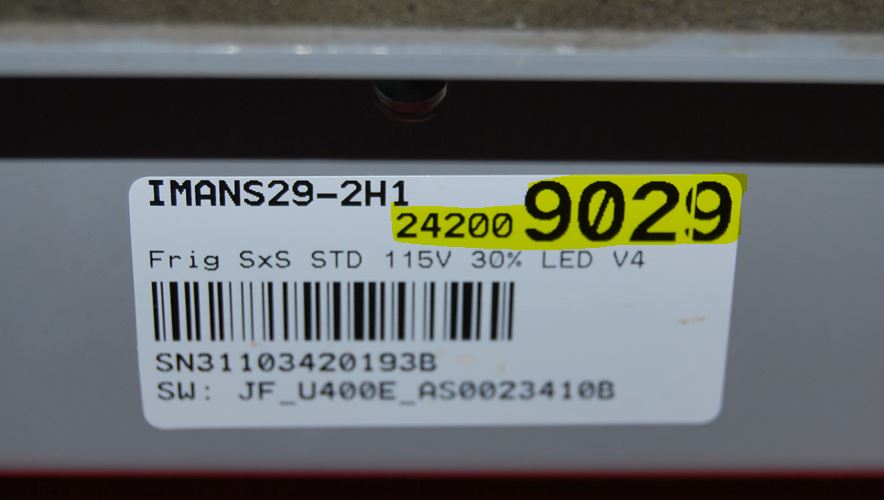 IMANS29-2H1
24200 9029
Frig SxS STD 115V 30% LED V4
SN31103420193B
SW: JF_U400E_AS0023410B